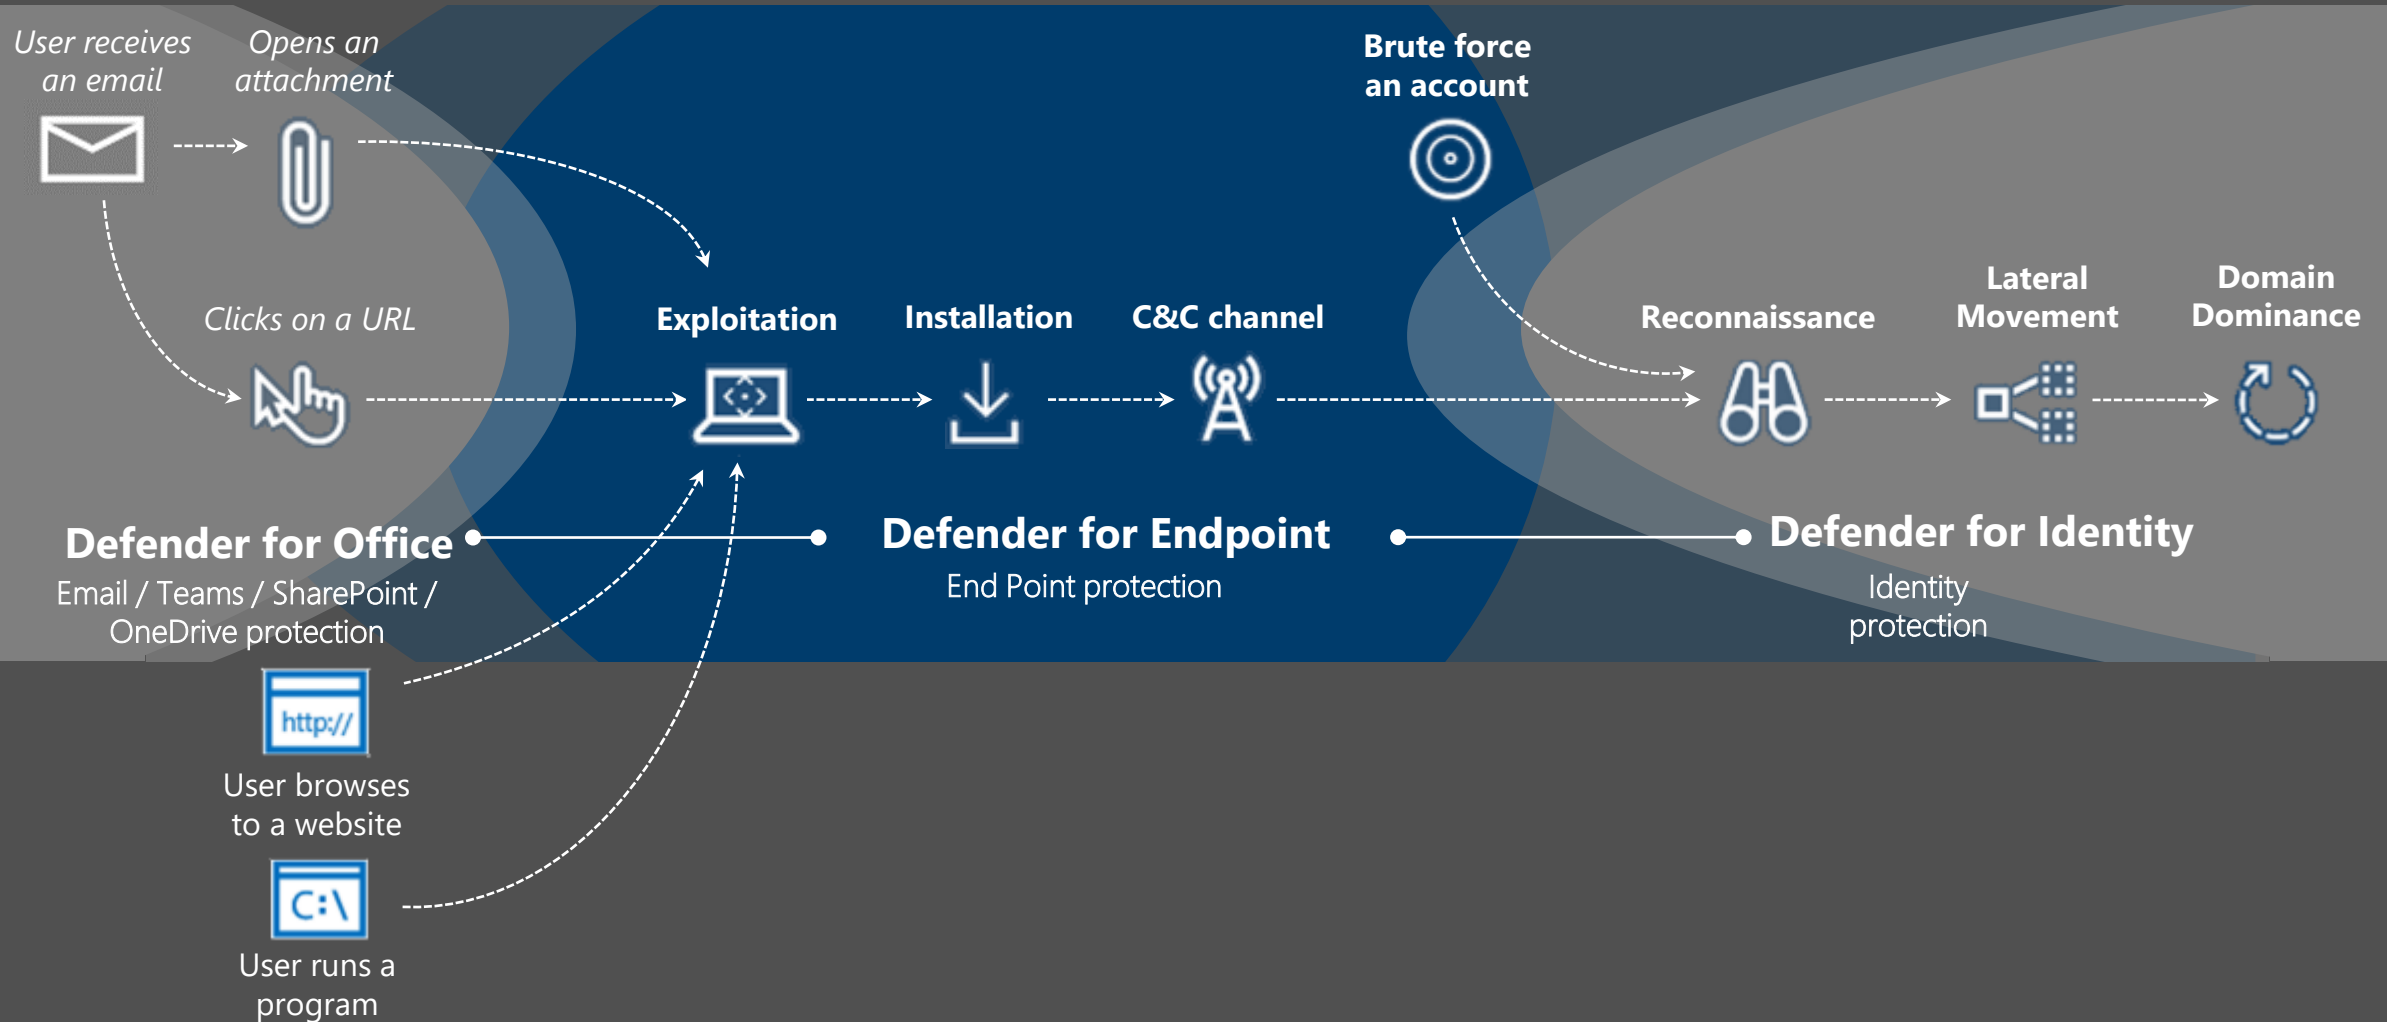 User receives
an email
Opens an
attachment
Brute force
an account
Clicks on a URL
Exploitation
Installation
C&C channel
Reconnaissance
Lateral
Movement
Domain
Dominance
Defender for Office
Email / Teams / SharePoint /
OneDrive protection
Defender for Endpoint
End Point protection
Defender for Identity
Identity
protection
http://
User browses
to a website
C:\
User runs a
program